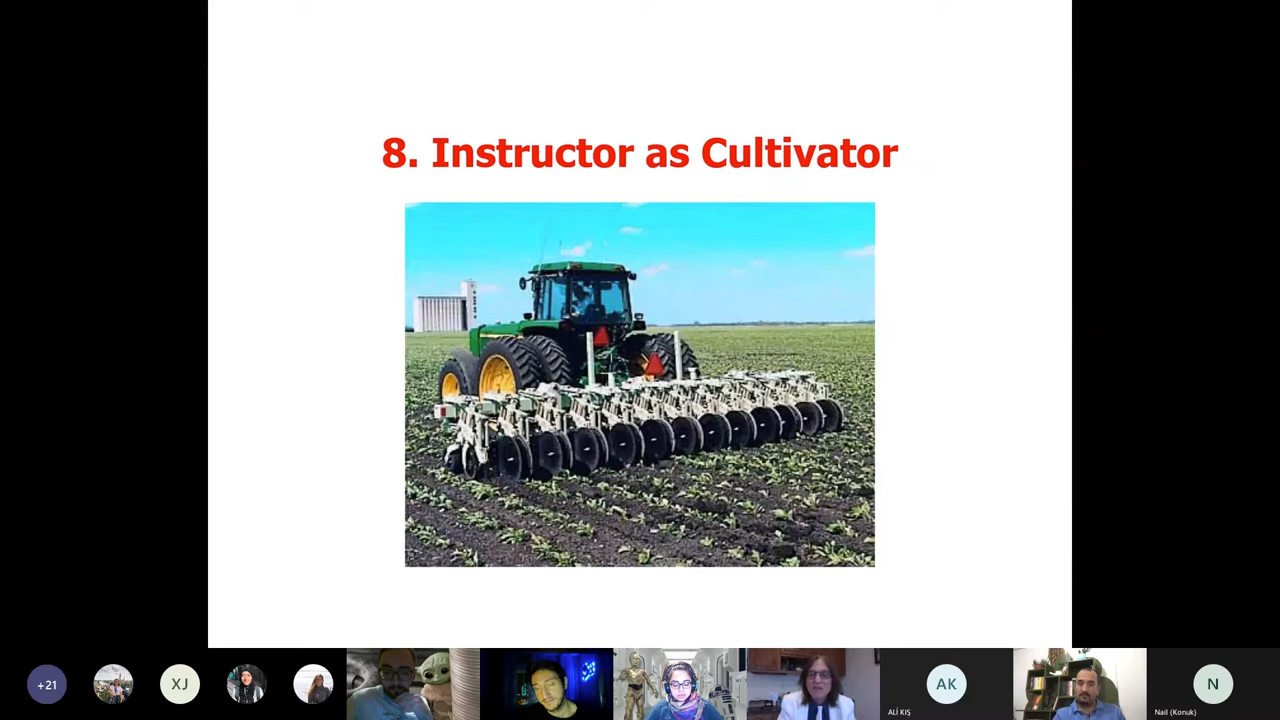 8. Instructor as Cultivator
+21
XJ
AK
ALİ KIŞ
N
Nail (Konuk)